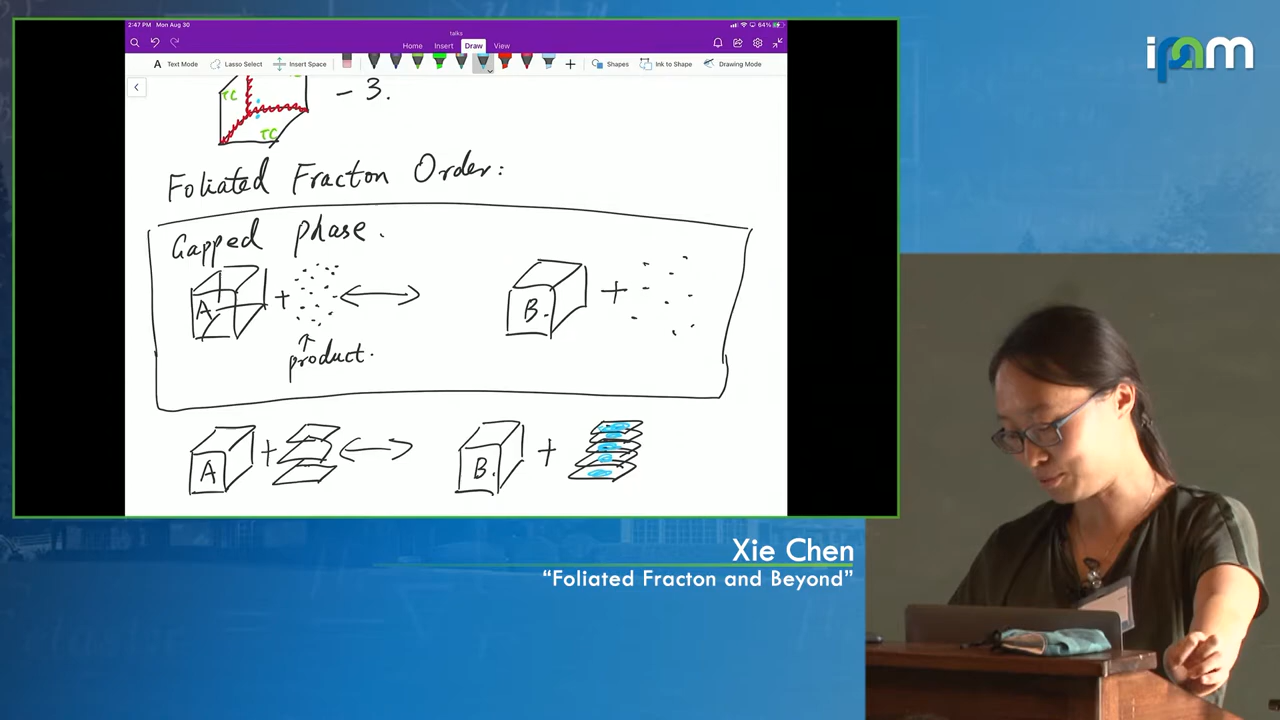 2:47 PM Mon Aug 30
64%
talks
Home Insert Draw View
Text Mode Lasso Select Insert Space Shapes Ink to Shape Drawing Mode
TC
TC
- 3.
Foliated Fracton Order:
Gapped phase.
A + ↔ B. +
↑
product.
A + ↔ B. +
ipam
Xie Chen
“Foliated Fracton and Beyond”